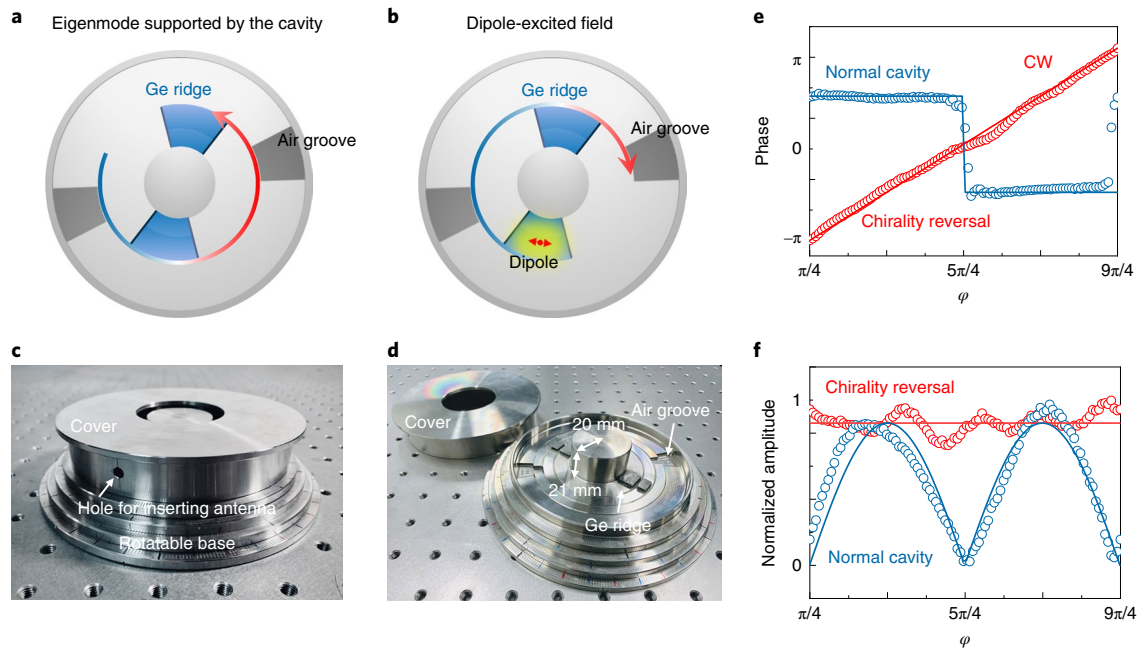 a
Eigenmode supported by the cavity
Ge ridge
Air groove
b
Dipole-excited field
Ge ridge
Air groove
Dipole
c
Cover
Hole for inserting antenna
Rotatable base
d
Cover
20 mm
21 mm
Air groove
Ge ridge
e
Phase
π
0
–π
Normal cavity
CW
Chirality reversal
π/4
5π/4
9π/4
φ
f
Normalized amplitude
1
0
Chirality reversal
Normal cavity
π/4
5π/4
9π/4
φ